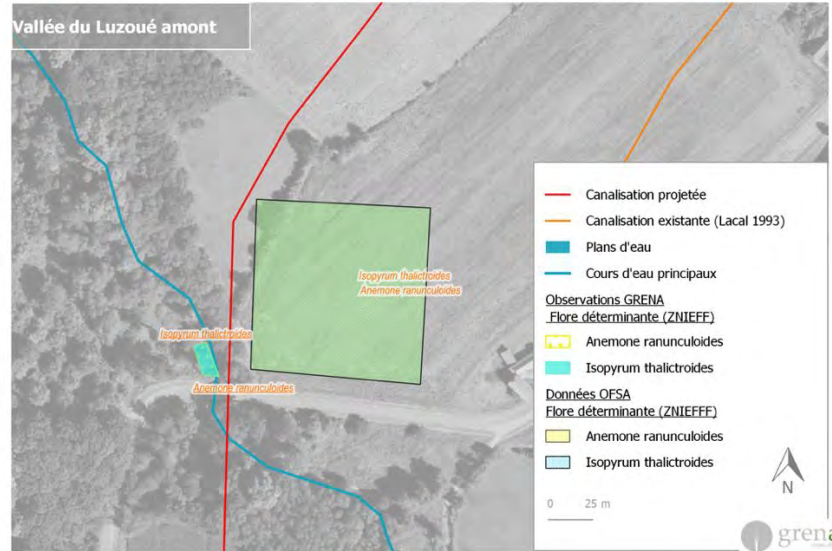 Vallée du Luzoué amont
Isopyrum thalictroides
Anemone ranunculoides
Isopyrum thalictroides
Anemone ranunculoides
Canalisation projetée
Canalisation existante (Lacal 1993)
Plans d'eau
Cours d'eau principaux
Observations GRENA
Flore déterminante (ZNIEFF)
Anemone ranunculoides
Isopyrum thalictroides
Données OFSA
Flore déterminante (ZNIEFFF)
Anemone ranunculoides
Isopyrum thalictroides
N
0 25 m
grena